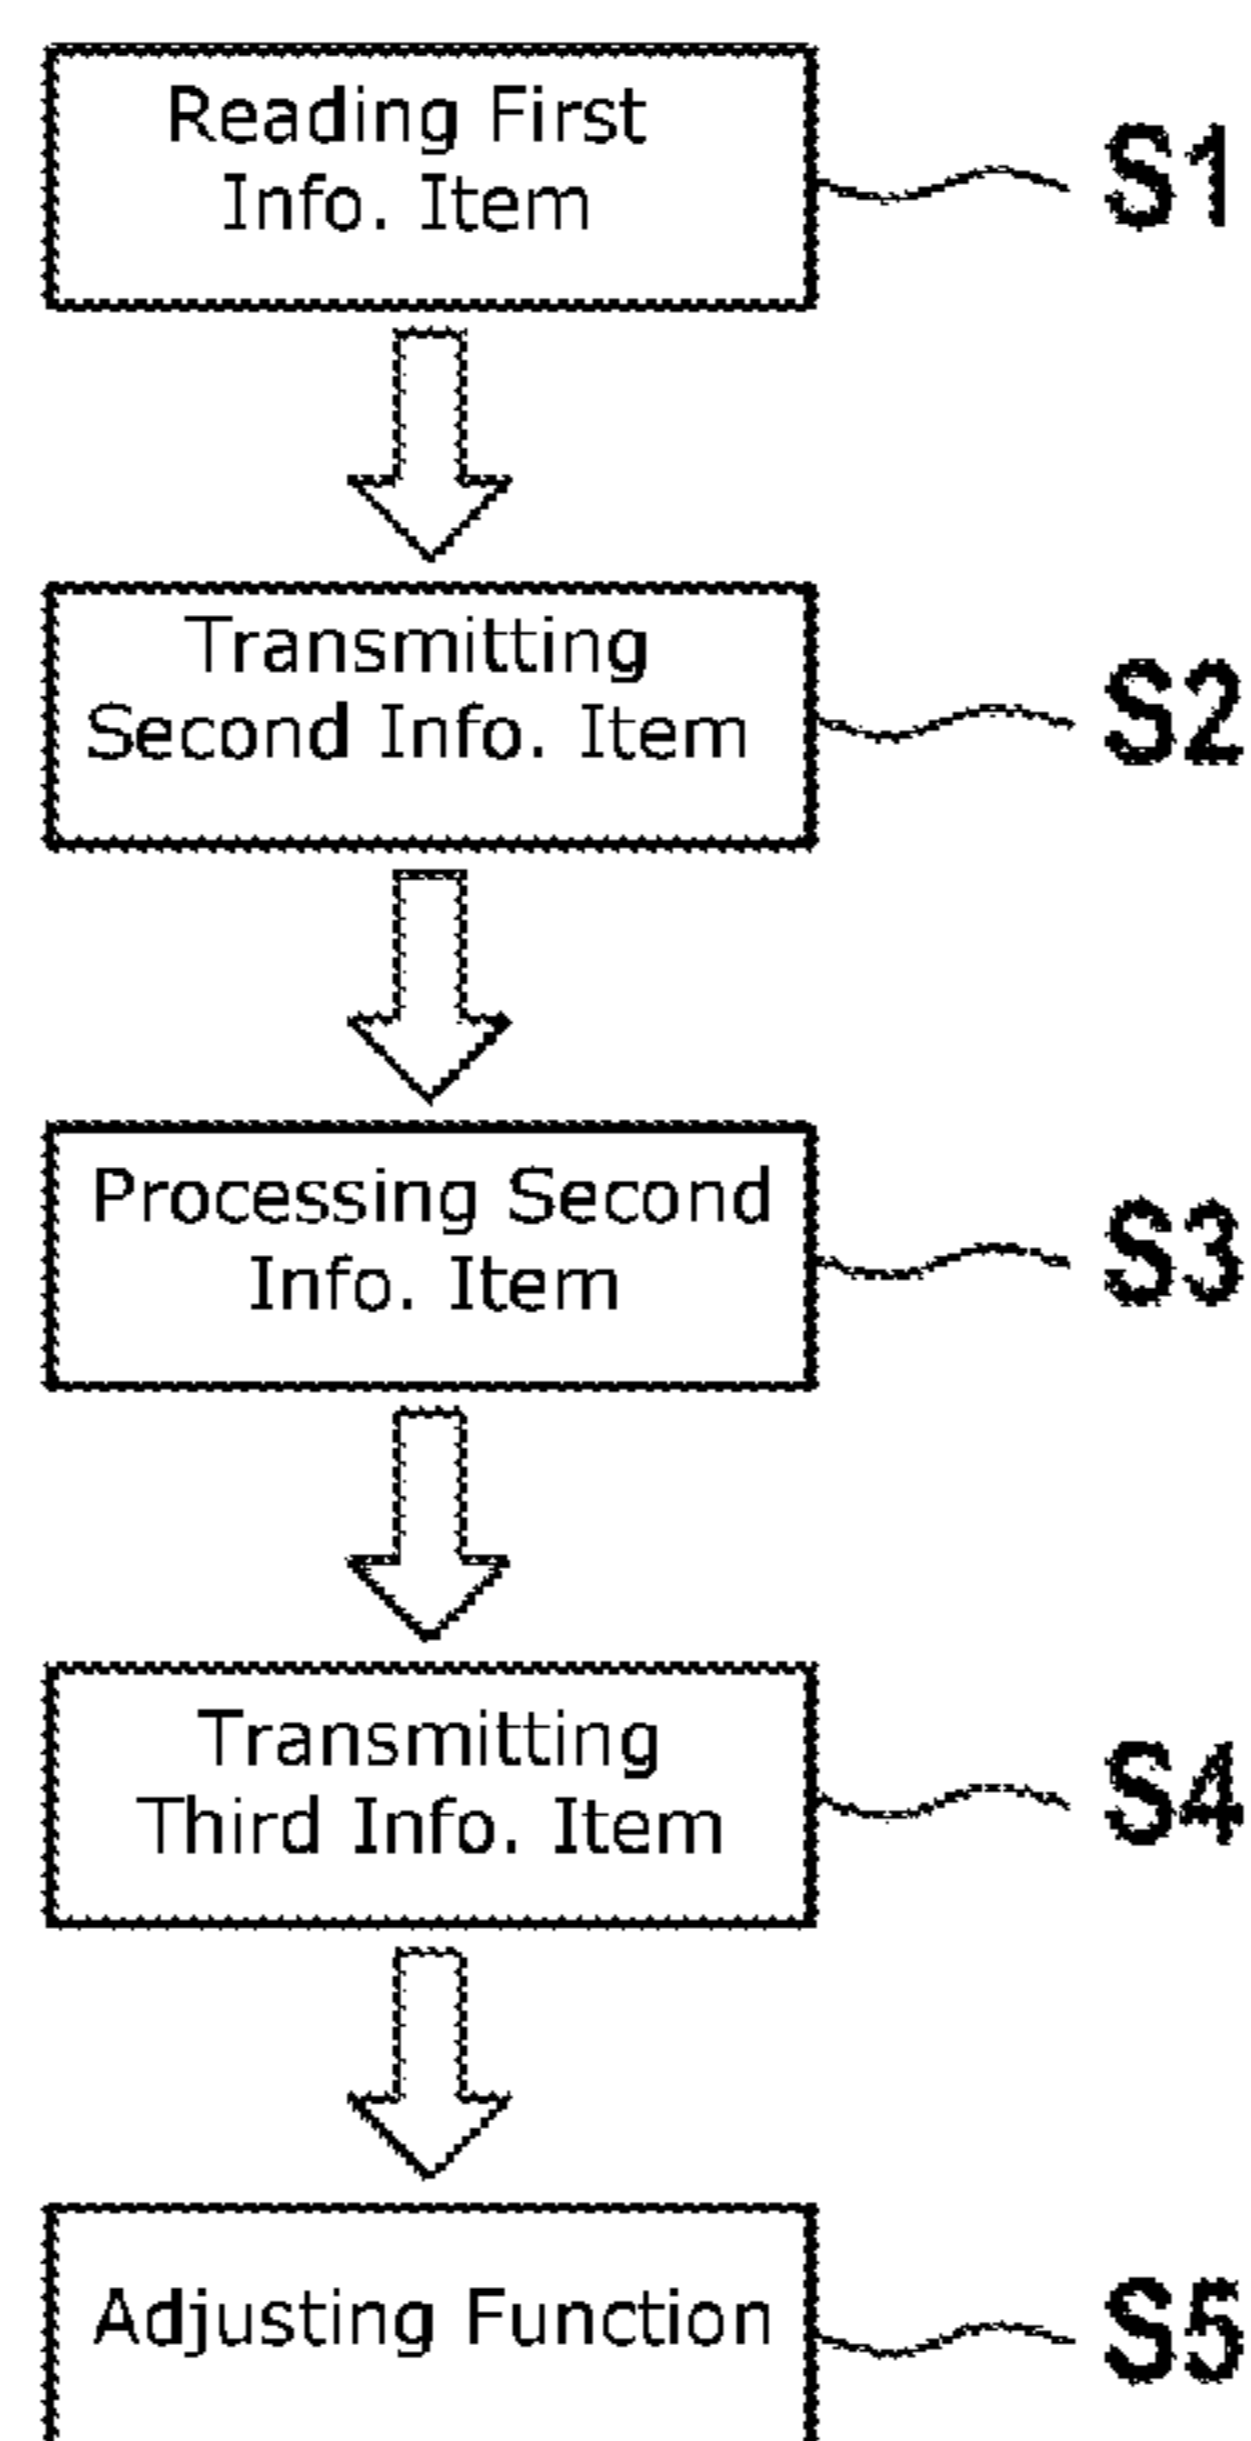 Reading First
Info. Item
S1
Transmitting
Second Info. Item
S2
Processing Second
Info. Item
S3
Transmitting
Third Info. Item
S4
Adjusting Function
S5